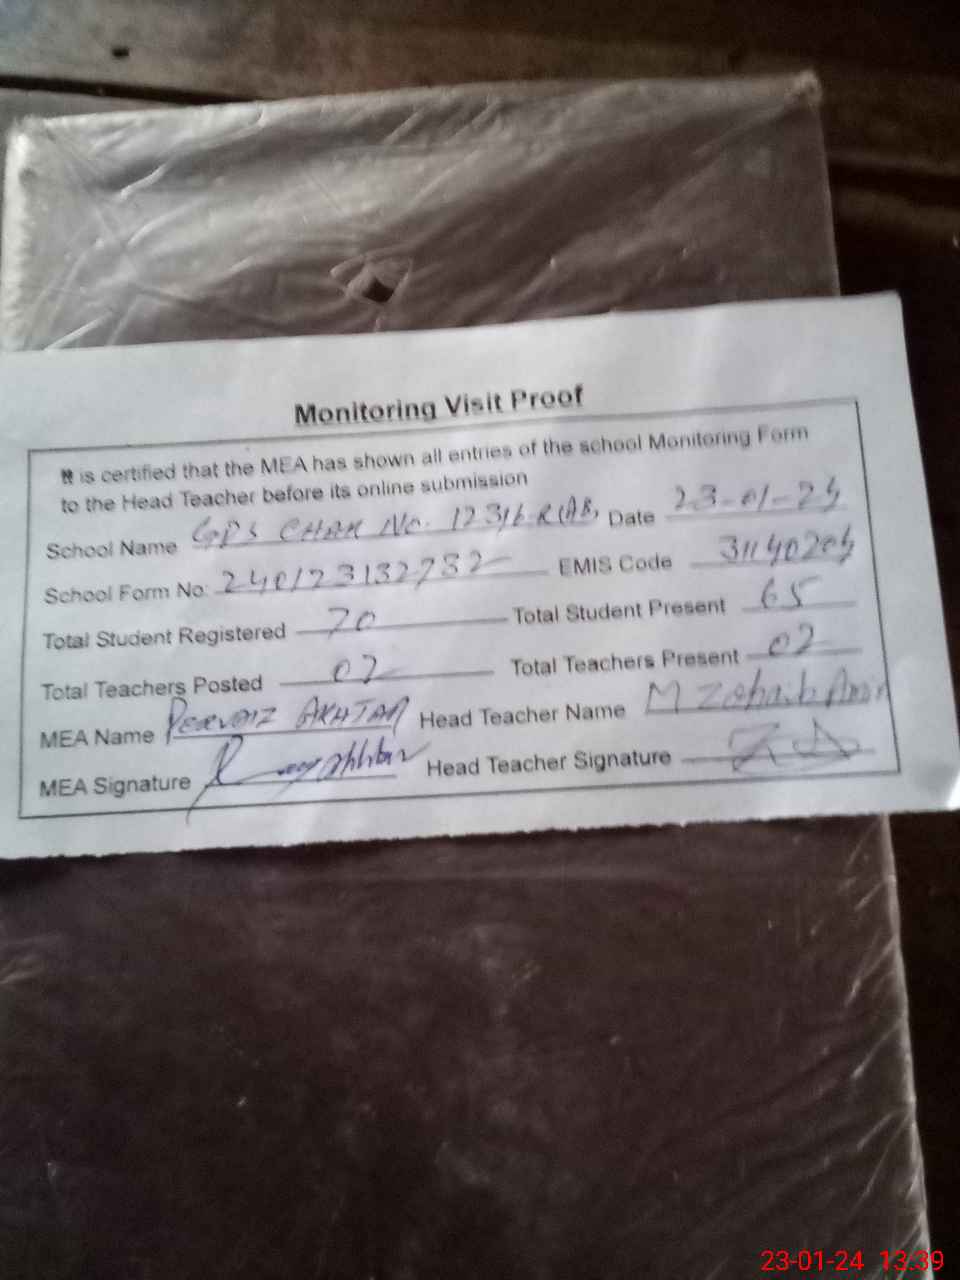 Monitoring Visit Proof
It is certified that the MEA has shown all entries of the school Monitoring Form
to the Head Teacher before its online submission
School Name GPS CHAK No. 123/6-R(AB) Date 23-01-24
School Form No: 240123132732 EMIS Code 31140204
Total Student Registered 70 Total Student Present 65
Total Teachers Posted 02 Total Teachers Present 02
MEA Name PERVAIZ AKHTAR Head Teacher Name M Zohaib Amir
MEA Signature Head Teacher Signature
23-01-24 13:39